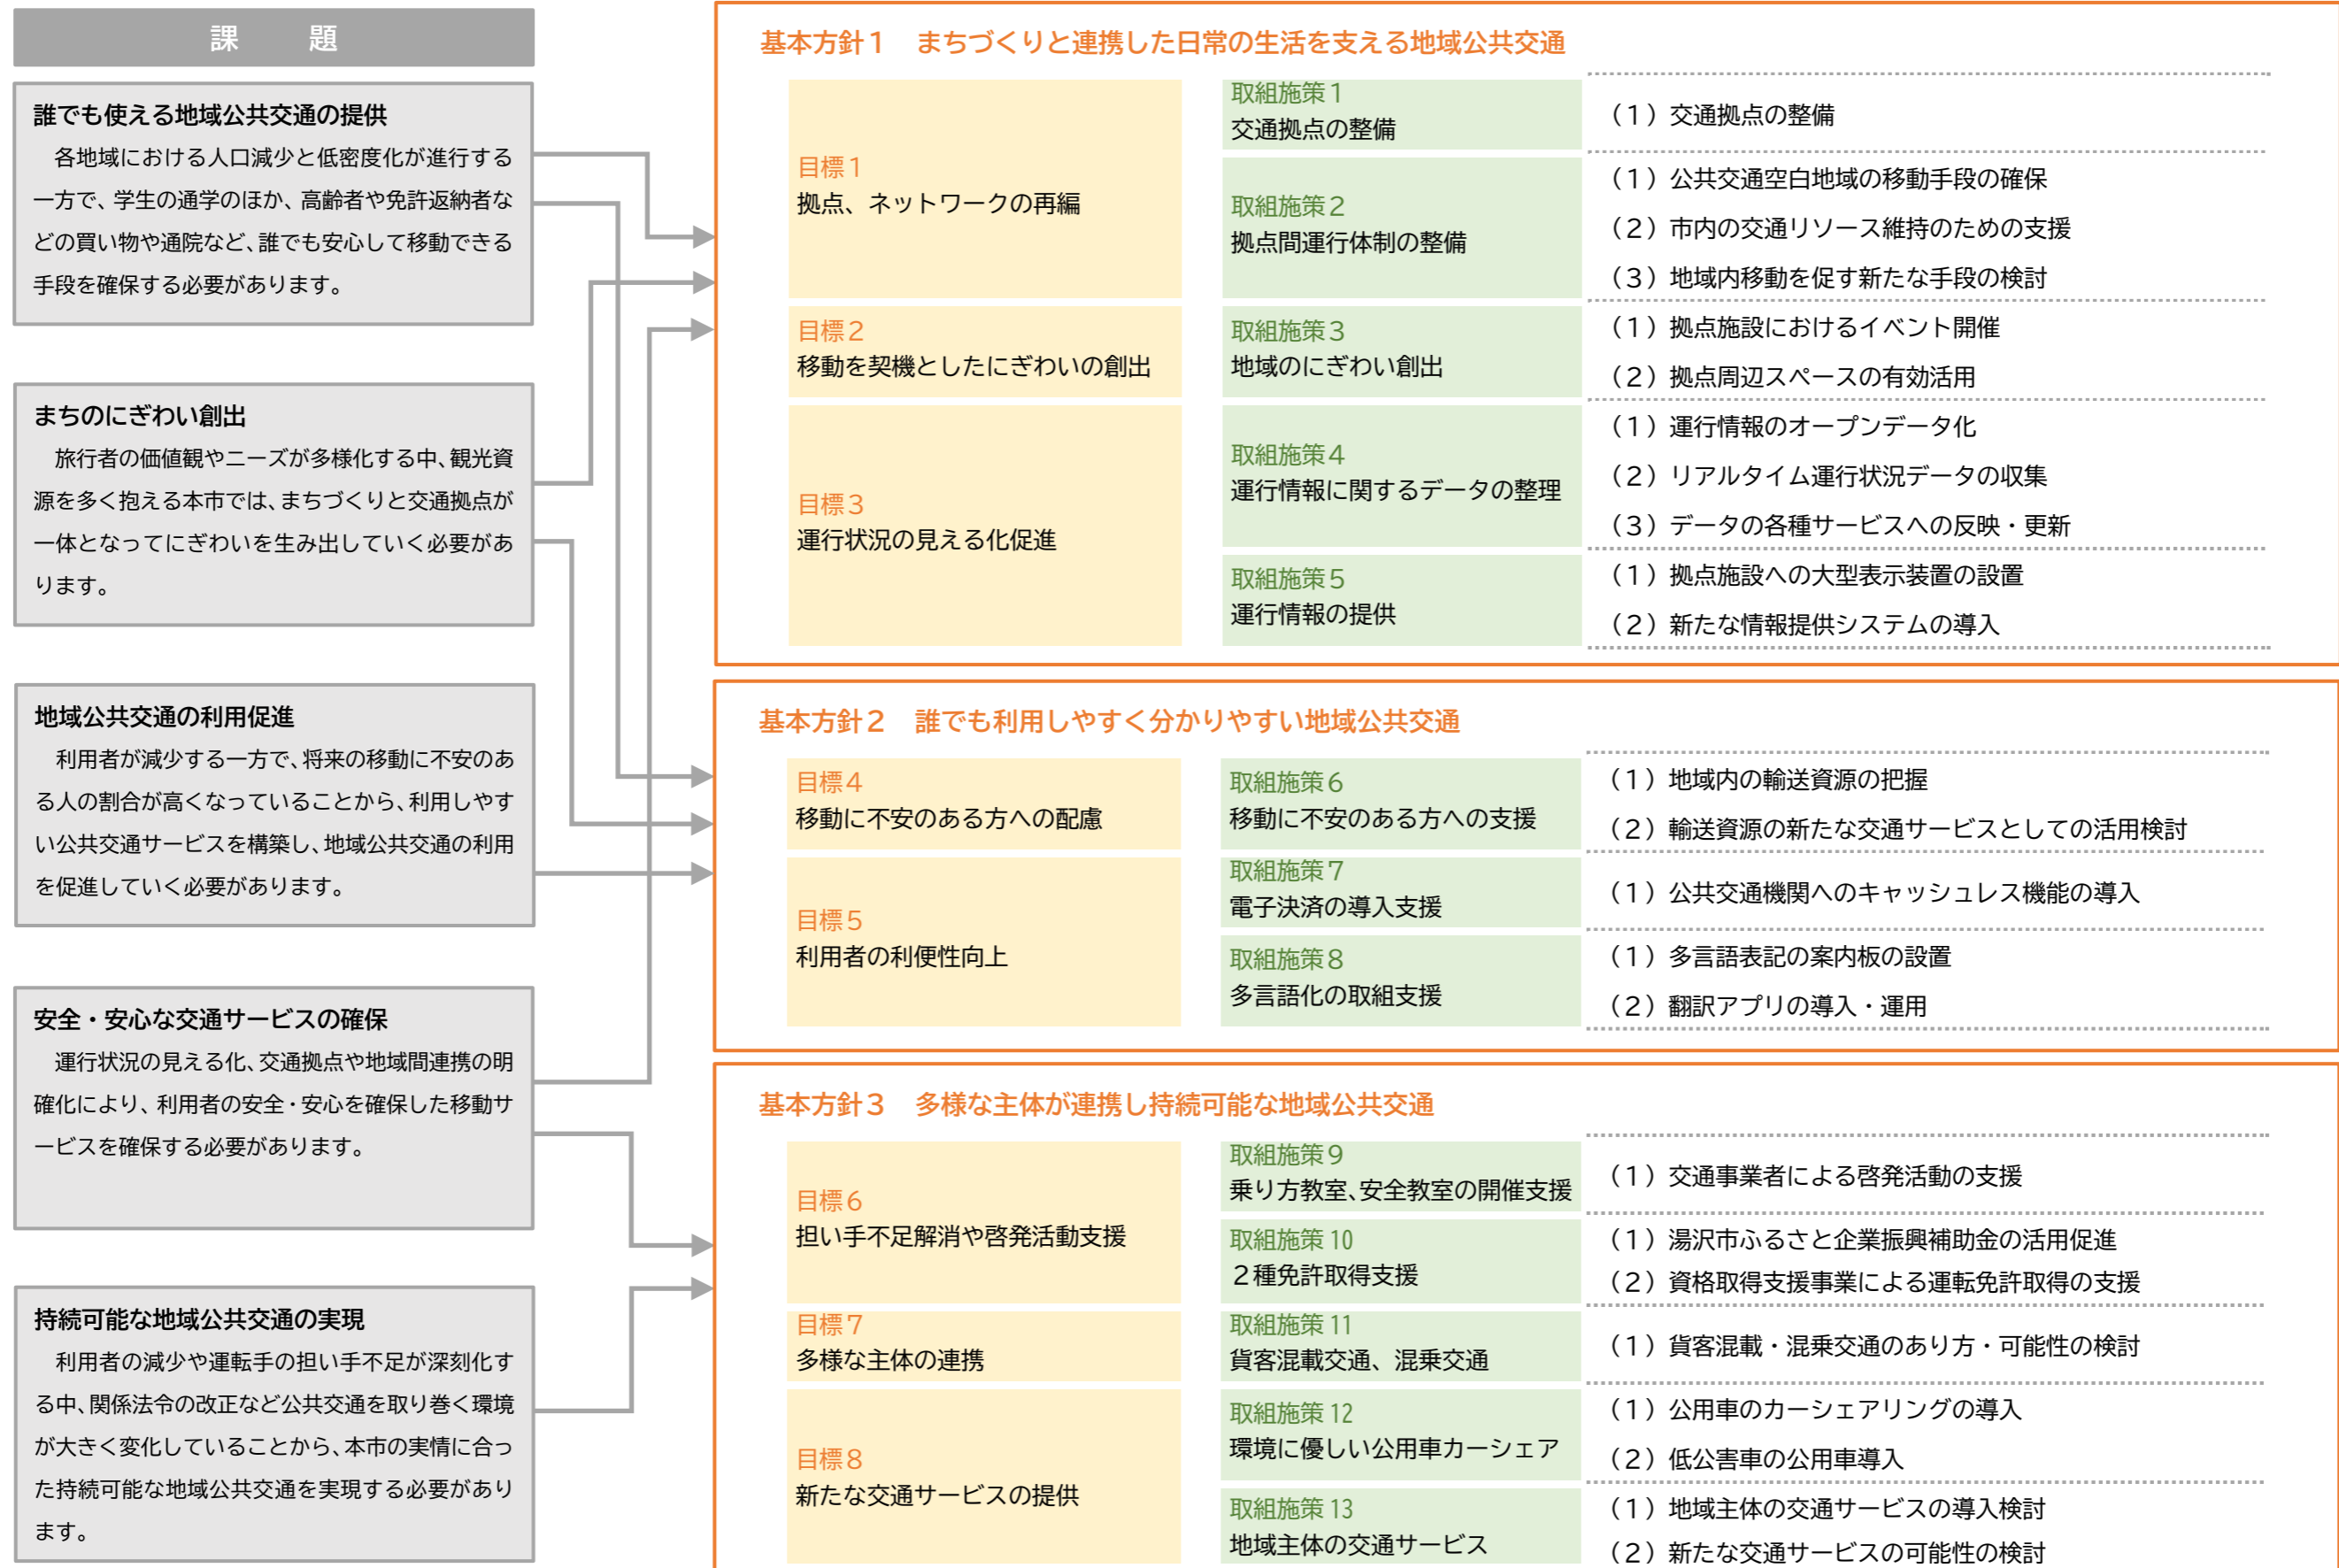 課　題
誰でも使える地域公共交通の提供
各地域における人口減少と低密度化が進行する
一方で、学生の通学のほか、高齢者や免許返納者な
どの買い物や通院など、誰でも安心して移動できる
手段を確保する必要があります。
まちのにぎわい創出
旅行者の価値観やニーズが多様化する中、観光資
源を多く抱える本市では、まちづくりと交通拠点が
一体となってにぎわいを生み出していく必要があ
ります。
地域公共交通の利用促進
利用者が減少する一方で、将来の移動に不安のあ
る人の割合が高くなっていることから、利用しやす
い公共交通サービスを構築し、地域公共交通の利用
を促進していく必要があります。
安全・安心な交通サービスの確保
運行状況の見える化、交通拠点や地域間連携の明
確化により、利用者の安全・安心を確保した移動サ
ービスを確保する必要があります。
持続可能な地域公共交通の実現
利用者の減少や運転手の担い手不足が深刻化す
る中、関係法令の改正など公共交通を取り巻く環境
が大きく変化していることから、本市の実情に合っ
た持続可能な地域公共交通を実現する必要があり
ます。
基本方針１　まちづくりと連携した日常の生活を支える地域公共交通
目標１
拠点、ネットワークの再編
取組施策１
交通拠点の整備
（１）交通拠点の整備
取組施策２
拠点間運行体制の整備
（１）公共交通空白地域の移動手段の確保
（２）市内の交通リソース維持のための支援
（３）地域内移動を促す新たな手段の検討
目標２
移動を契機としたにぎわいの創出
取組施策３
地域のにぎわい創出
（１）拠点施設におけるイベント開催
（２）拠点周辺スペースの有効活用
目標３
運行状況の見える化促進
取組施策４
運行情報に関するデータの整理
（１）運行情報のオープンデータ化
（２）リアルタイム運行状況データの収集
（３）データの各種サービスへの反映・更新
取組施策５
運行情報の提供
（１）拠点施設への大型表示装置の設置
（２）新たな情報提供システムの導入
基本方針２　誰でも利用しやすく分かりやすい地域公共交通
目標４
移動に不安のある方への配慮
取組施策６
移動に不安のある方への支援
（１）地域内の輸送資源の把握
（２）輸送資源の新たな交通サービスとしての活用検討
目標５
利用者の利便性向上
取組施策７
電子決済の導入支援
（１）公共交通機関へのキャッシュレス機能の導入
取組施策８
多言語化の取組支援
（１）多言語表記の案内板の設置
（２）翻訳アプリの導入・運用
基本方針３　多様な主体が連携し持続可能な地域公共交通
目標６
担い手不足解消や啓発活動支援
取組施策９
乗り方教室、安全教室の開催支援
（１）交通事業者による啓発活動の支援
取組施策10
２種免許取得支援
（１）湯沢市ふるさと企業振興補助金の活用促進
（２）資格取得支援事業による運転免許取得の支援
目標７
多様な主体の連携
取組施策11
貨客混載交通、混乗交通
（１）貨客混載・混乗交通のあり方・可能性の検討
目標８
新たな交通サービスの提供
取組施策12
環境に優しい公用車カーシェア
（１）公用車のカーシェアリングの導入
（２）低公害車の公用車導入
取組施策13
地域主体の交通サービス
（１）地域主体の交通サービスの導入検討
（２）新たな交通サービスの可能性の検討